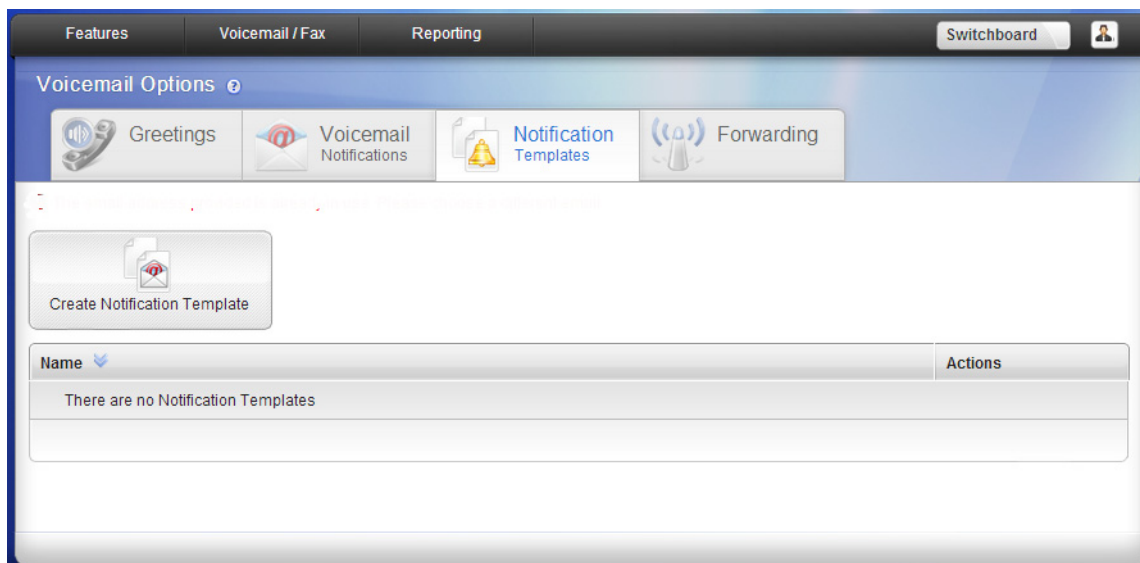 Features Voicemail / Fax Reporting Switchboard
Voicemail Options
Greetings
Voicemail
Notifications
Notification
Templates
Forwarding
Create Notification Template
Name Actions
There are no Notification Templates